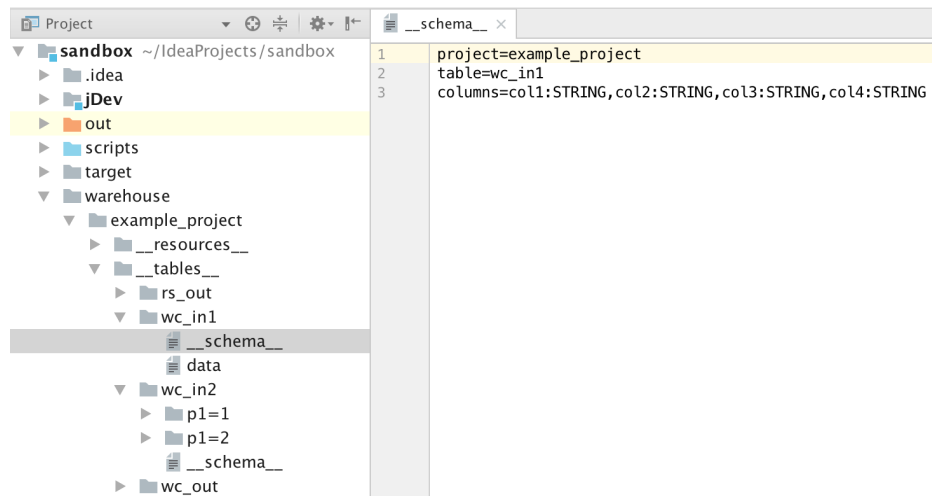 Project
sandbox ~/IdeaProjects/sandbox
.idea
jDev
out
scripts
target
warehouse
example_project
__resources__
__tables__
rs_out
wc_in1
__schema__
data
wc_in2
p1=1
p1=2
__schema__
wc_out
__schema__
1 project=example_project
2 table=wc_in1
3 columns=col1:STRING,col2:STRING,col3:STRING,col4:STRING